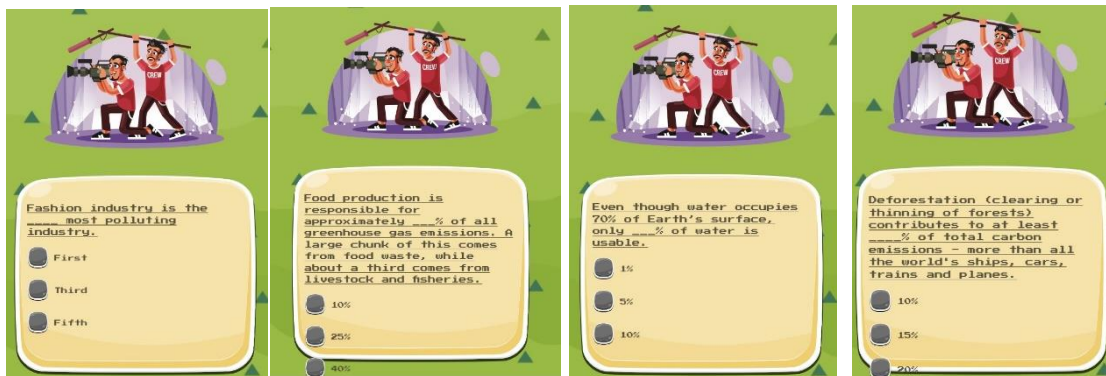 CREW
CREW
Fashion industry is the
____ most polluting
industry.
First
Third
Fifth
CREW
CREW
Food production is
responsible for
approximately ___% of all
greenhouse gas emissions. A
large chunk of this comes
from food waste, while
about a third comes from
livestock and fisheries.
10%
25%
40%
CREW
CREW
Even though water occupies
70% of Earth's surface,
only ___% of water is
usable.
1%
5%
10%
CREW
CREW
Deforestation (clearing or
thinning of forests)
contributes to at least
____% of total carbon
emissions - more than all
the world's ships, cars,
trains and planes.
10%
15%
20%